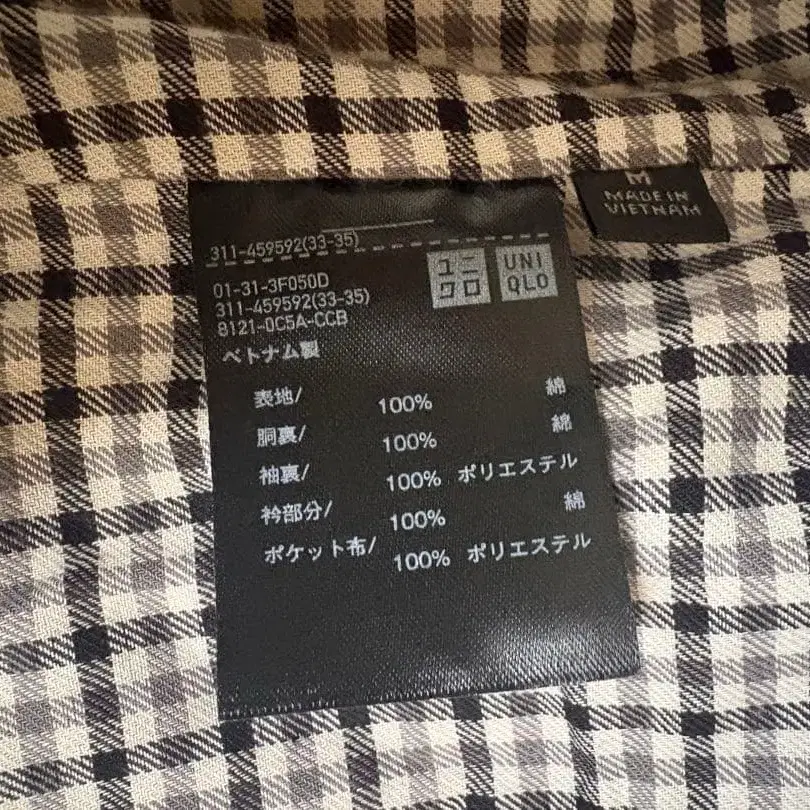 M
MADE IN
VIETNAM
311-459592(33-35)
ユニ
クロ
UNI
QLO
01-31-3F050D
311-459592(33-35)
8121-0C5A-CCB
ベトナム製
表地/ 100% 綿
胴裏/ 100% 綿
袖裏/ 100% ポリエステル
衿部分/ 100% 綿
ポケット布/ 100% ポリエステル